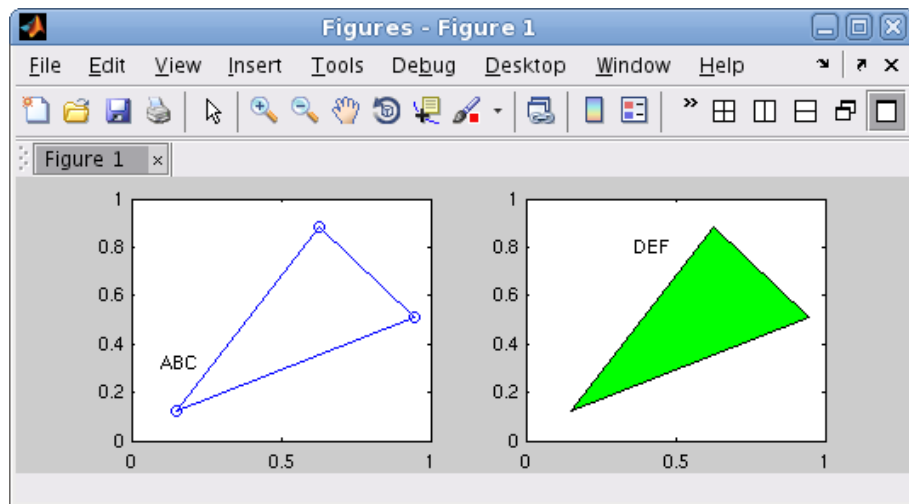 Figures - Figure 1
File Edit View Insert Tools Debug Desktop Window Help
Figure 1
1
0.8
0.6
0.4
0.2
0
0 0.5 1
ABC
1
0.8
0.6
0.4
0.2
0
0 0.5 1
DEF